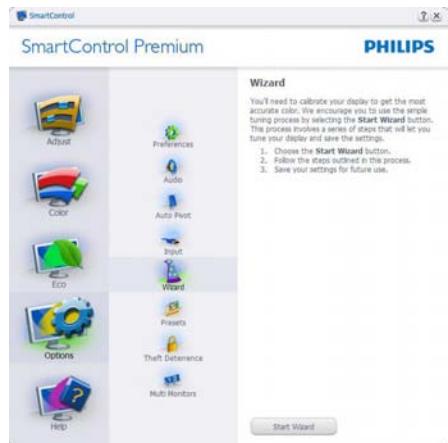 SmartControl
? X
SmartControl Premium
PHILIPS
Adjust
Color
Eco
Options
Help
Preferences
Audio
Auto Pivot
Input
Wizard
Presets
Theft Deterrence
Multi Monitors
Wizard
You'll need to calibrate your display to get the most
accurate color. We encourage you to use the simple
tuning process by selecting the Start Wizard button.
This process involves a series of steps that will let you
tune your display and save the settings.
1. Choose the Start Wizard button.
2. Follow the steps outlined in this process.
3. Save your settings for future use.
Start Wizard